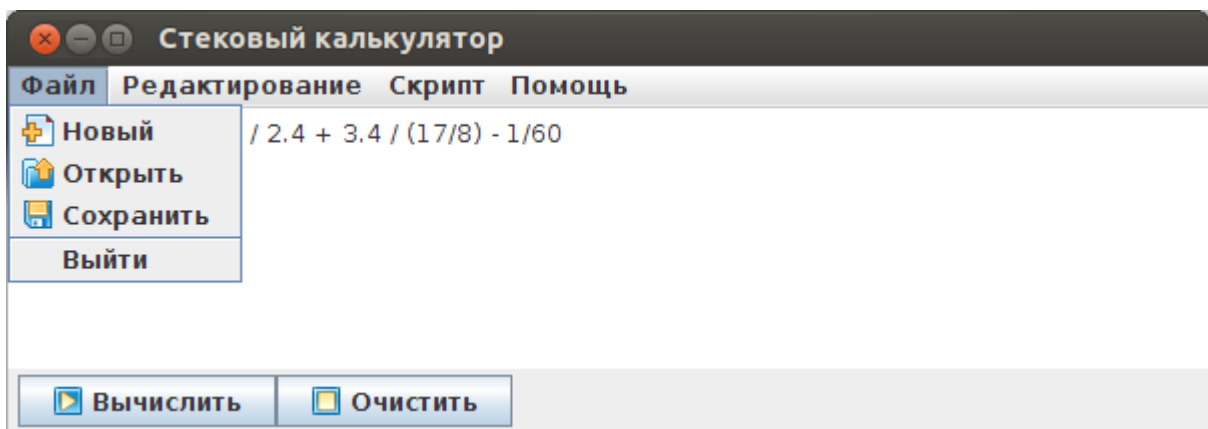 Стековый калькулятор
Файл Редактирование Скрипт Помощь
Новый
/ 2.4 + 3.4 / (17/8) - 1/60
Открыть
Сохранить
Выйти
Вычислить Очистить